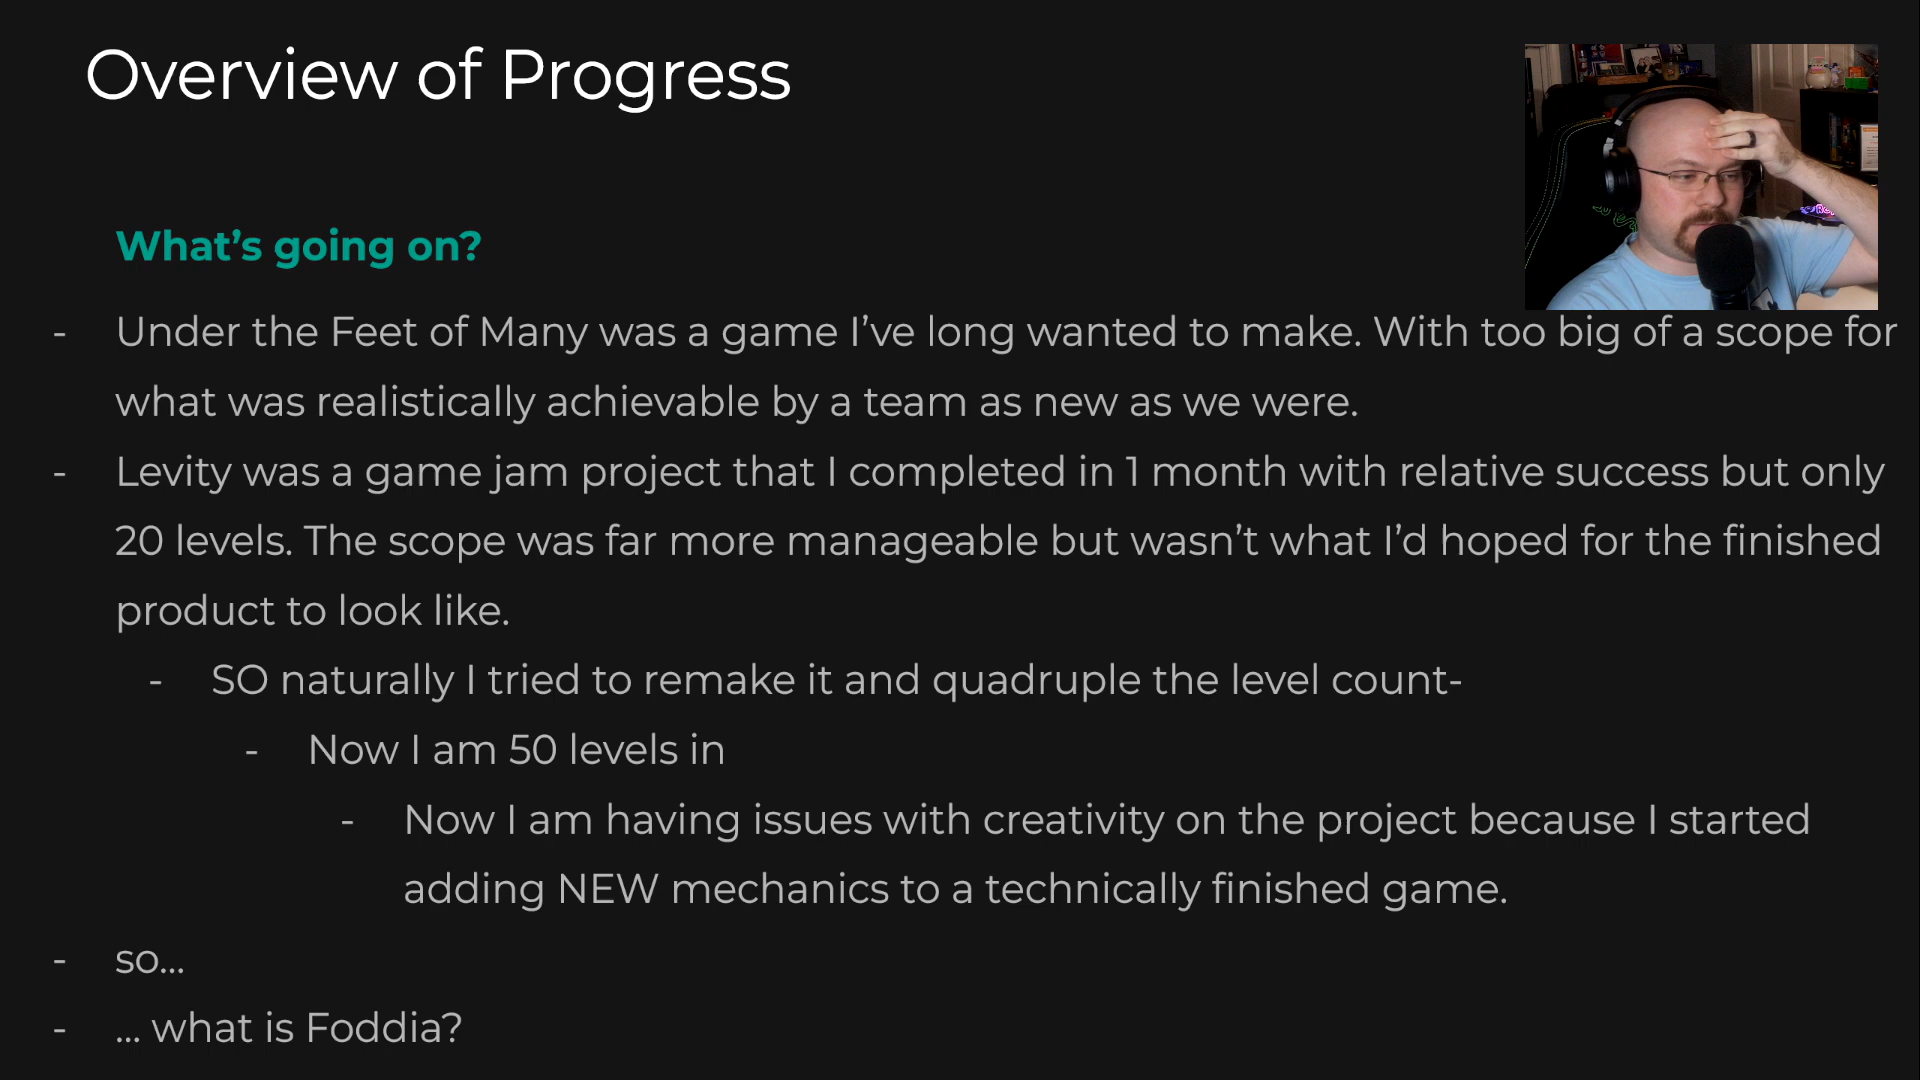 Overview of Progress
What’s going on?
- Under the Feet of Many was a game I’ve long wanted to make. With too big of a scope for
what was realistically achievable by a team as new as we were.
- Levity was a game jam project that I completed in 1 month with relative success but only
20 levels. The scope was far more manageable but wasn’t what I’d hoped for the finished
product to look like.
- SO naturally I tried to remake it and quadruple the level count-
- Now I am 50 levels in
- Now I am having issues with creativity on the project because I started
adding NEW mechanics to a technically finished game.
- so...
- ... what is Foddia?